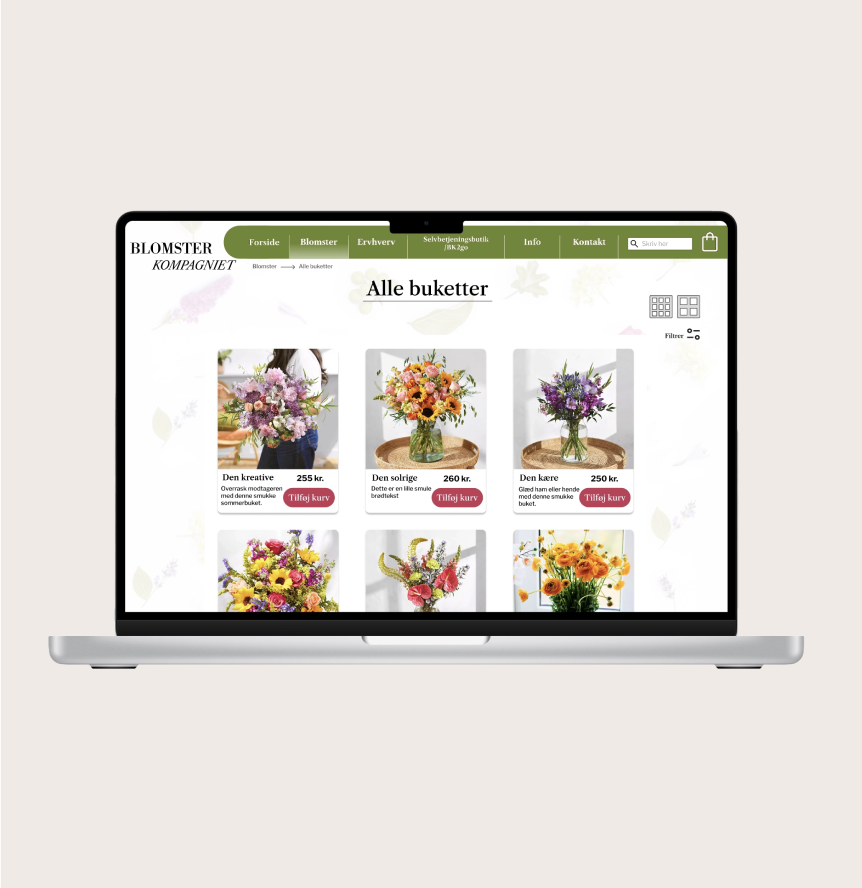 BLOMSTER
KOMPAGNIET
Forside
Blomster
Ervhverv
Selvbetjeningsbutik
/BK2go
Info
Kontakt
Skriv her
Blomster
Alle buketter
Alle buketter
Filtrer
Den kreative
255 kr.
Overrask modtageren
med denne smukke
sommerbuket.
Tilføj kurv
Den solrige
260 kr.
Dette er en lille smule
brødtekst
Tilføj kurv
Den kære
250 kr.
Glæd ham eller hende
med denne smukke
buket.
Tilføj kurv